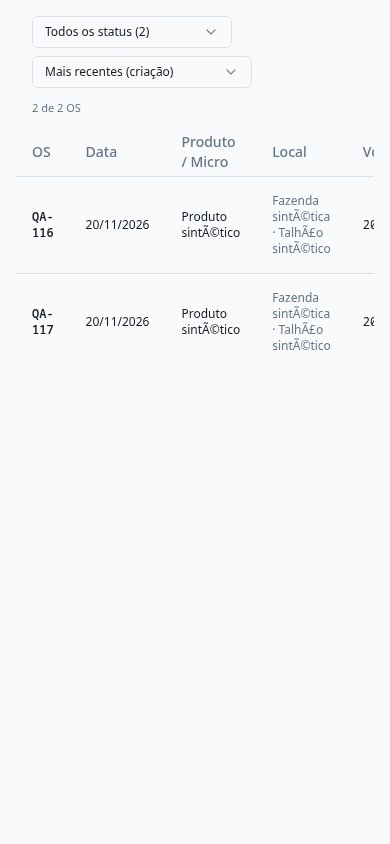 Todos os status (2)
Mais recentes (criação)
2 de 2 OS
OS Data Produto / Micro Local
QA-116 20/11/2026 Produto sintÃ©tico Fazenda sintÃ©tica · TalhÃ£o sintÃ©tico
QA-117 20/11/2026 Produto sintÃ©tico Fazenda sintÃ©tica · TalhÃ£o sintÃ©tico